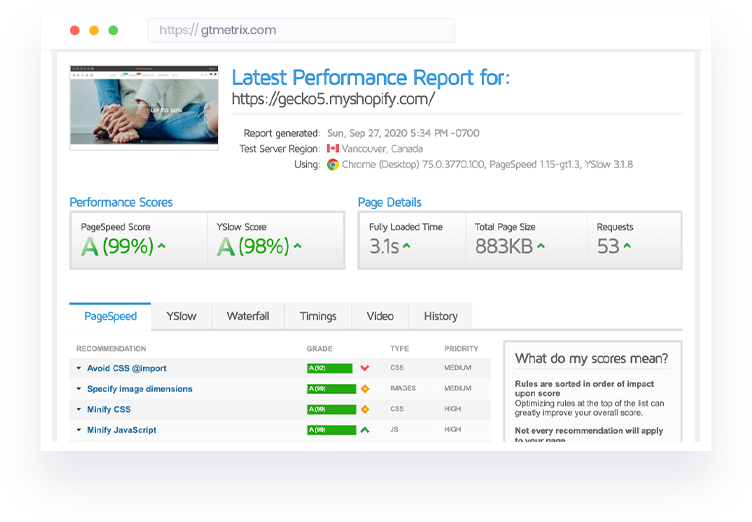 https:// gtmetrix.com
UP TO 50%
Latest Performance Report for:
https://gecko5.myshopify.com/
Report generated: Sun, Sep 27, 2020 5:34 PM -0700
Test Server Region: Vancouver, Canada
Using: Chrome (Desktop) 75.0.3770.100, PageSpeed 1.15-gt1.3, YSlow 3.1.8
Performance Scores
PageSpeed Score
A (99%)
YSlow Score
A (98%)
Page Details
Fully Loaded Time
3.1s
Total Page Size
883KB
Requests
53
PageSpeed YSlow Waterfall Timings Video History
RECOMMENDATION GRADE TYPE PRIORITY
Avoid CSS @import A (92) CSS MEDIUM
Specify image dimensions A (99) IMAGES MEDIUM
Minify CSS A (99) CSS HIGH
Minify JavaScript A (99) JS HIGH
What do my scores mean?
Rules are sorted in order of impact
upon score
Optimizing rules at the top of the list can
greatly improve your overall score.
Not every recommendation will apply
to your page